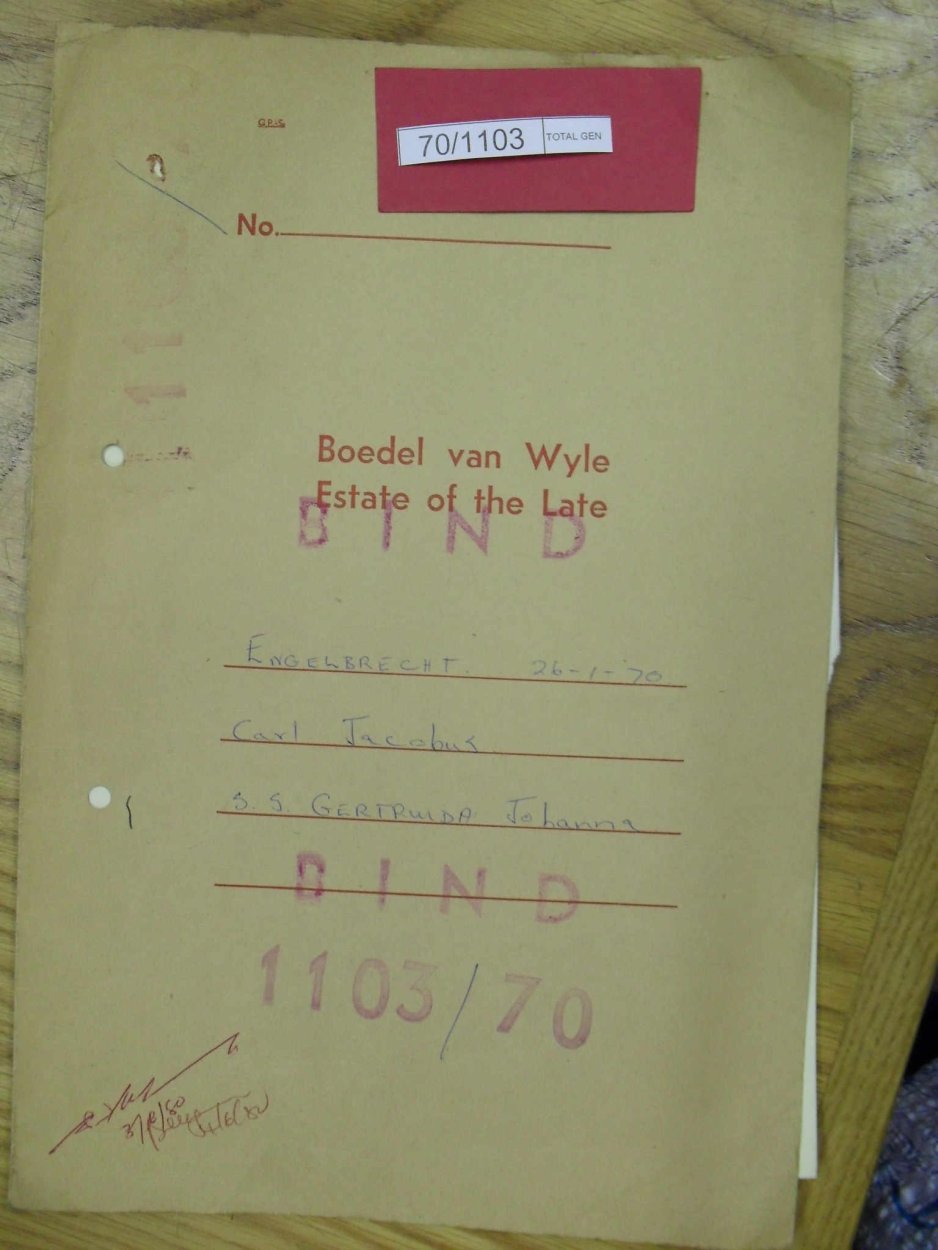 G.P.-S.
70/1103 TOTAL GEN
No.
110
Boedel van Wyle
Estate of the Late
BIND
ENGELBRECHT. 26-1-'70
Carl Jacobus
S. S. GERTRUIDA Johanna
BIND
1103/70